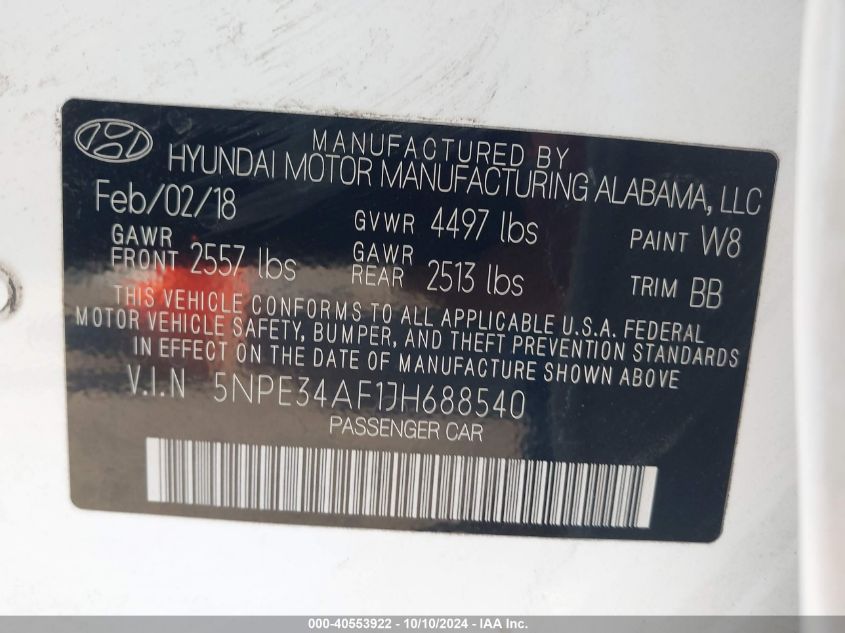 MANUFACTURED BY
HYUNDAI MOTOR MANUFACTURING ALABAMA, LLC
Feb/02/18 GVWR 4497 lbs PAINT W8
GAWR FRONT 2557 lbs GAWR REAR 2513 lbs TRIM BB
THIS VEHICLE CONFORMS TO ALL APPLICABLE U.S.A. FEDERAL
MOTOR VEHICLE SAFETY, BUMPER, AND THEFT PREVENTION STANDARDS
IN EFFECT ON THE DATE OF MANUFACTURE SHOWN ABOVE.
V.I.N 5NPE34AF1JH688540
PASSENGER CAR
000-40553922 - 10/10/2024 - IAA Inc.